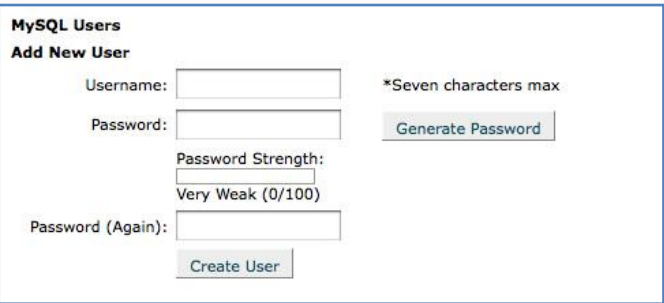 MySQL Users
Add New User
Username:
*Seven characters max
Password:
Generate Password
Password Strength:
Very Weak (0/100)
Password (Again):
Create User